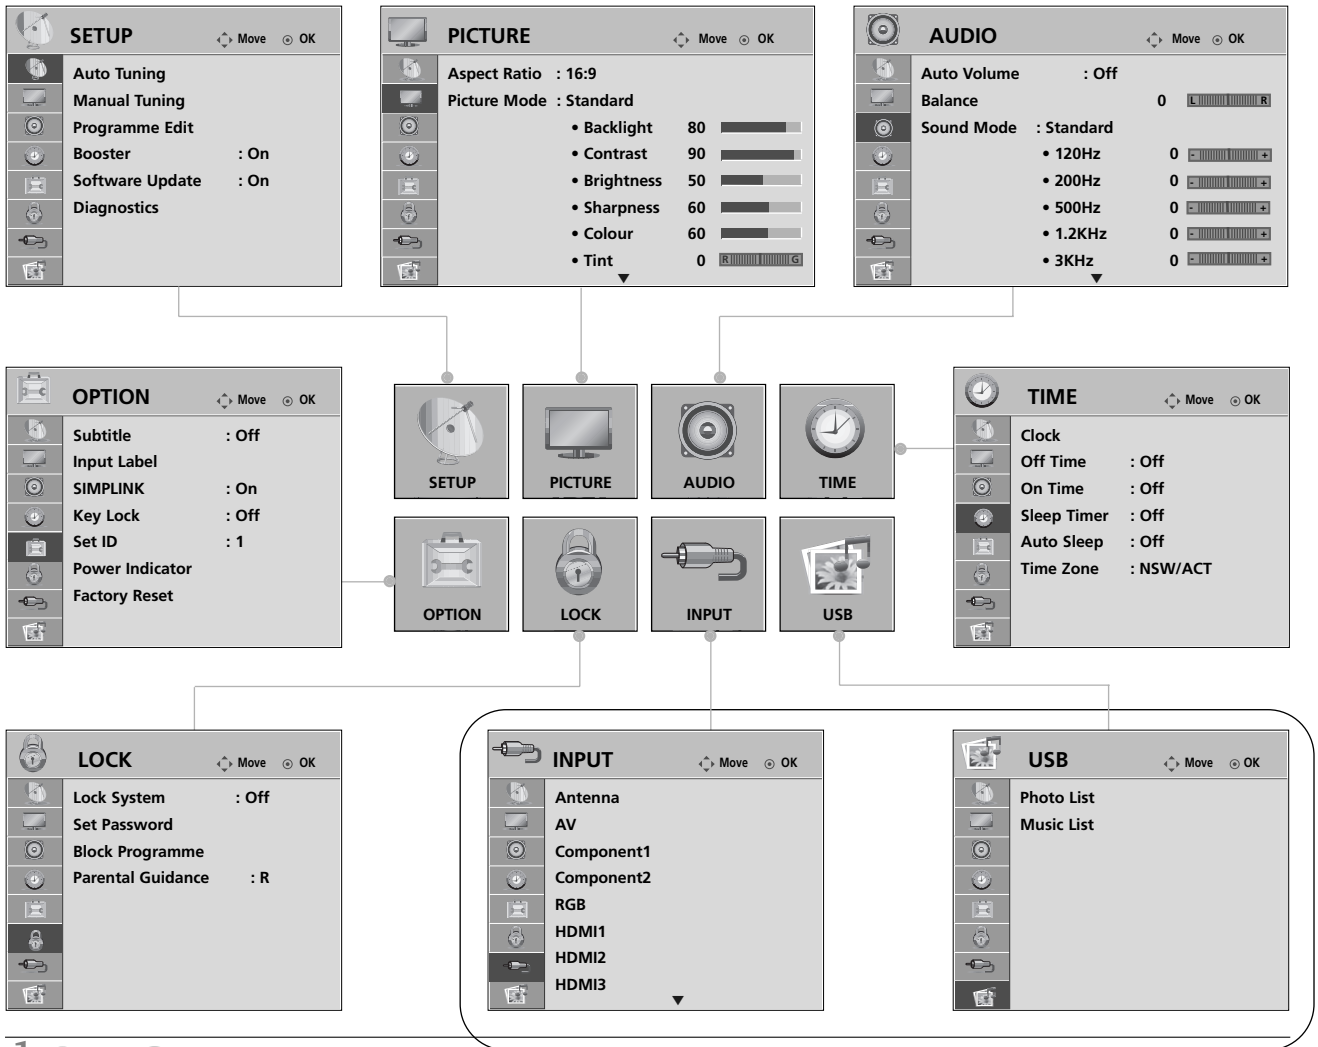 SETUP Move OK
Auto Tuning
Manual Tuning
Programme Edit
Booster : On
Software Update : On
Diagnostics
PICTURE Move OK
Aspect Ratio : 16:9
Picture Mode : Standard
• Backlight 80
• Contrast 90
• Brightness 50
• Sharpness 60
• Colour 60
• Tint 0 R G
AUDIO Move OK
Auto Volume : Off
Balance 0 L R
Sound Mode : Standard
• 120Hz 0 - +
• 200Hz 0 - +
• 500Hz 0 - +
• 1.2KHz 0 - +
• 3KHz 0 - +
OPTION Move OK
Subtitle : Off
Input Label
SIMPLINK : On
Key Lock : Off
Set ID : 1
Power Indicator
Factory Reset
SETUP
PICTURE
AUDIO
TIME
OPTION
LOCK
INPUT
USB
TIME Move OK
Clock
Off Time : Off
On Time : Off
Sleep Timer : Off
Auto Sleep : Off
Time Zone : NSW/ACT
LOCK Move OK
Lock System : Off
Set Password
Block Programme
Parental Guidance : R
INPUT Move OK
Antenna
AV
Component1
Component2
RGB
HDMI1
HDMI2
HDMI3
USB Move OK
Photo List
Music List